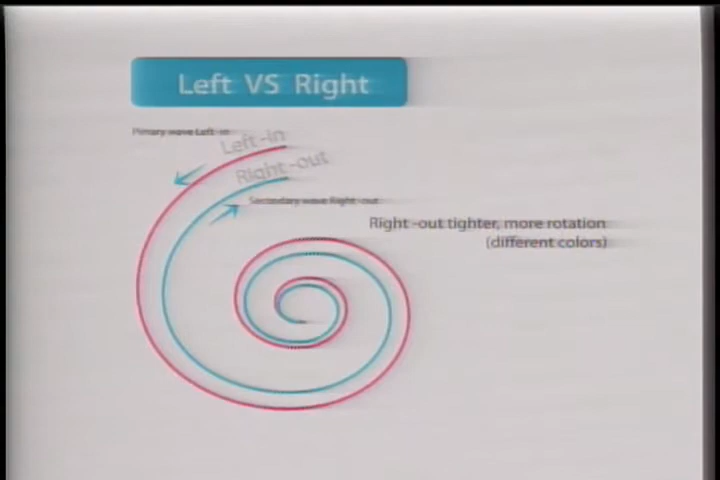 Left VS Right
Primary wave Left-in
Left-in
Right-out
Secondary wave Right-out
Right-out tighter, more rotation
(different colors)